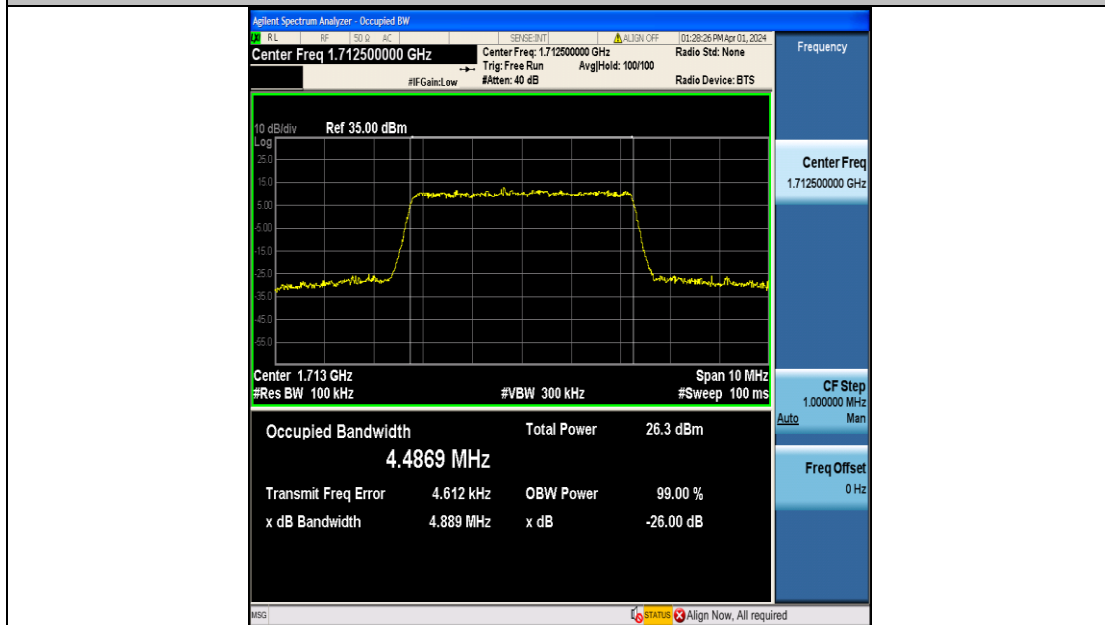 Agilent Spectrum Analyzer - Occupied BW
RL RF 50 Ω AC SENSE:INT ALIGN OFF 01:28:26 PM Apr 01, 2024
Center Freq 1.712500000 GHz
Center Freq: 1.712500000 GHz
Radio Std: None
Trig: Free Run Avg|Hold: 100/100
#IFGain:Low
#Atten: 40 dB
Radio Device: BTS
10 dB/div Ref 35.00 dBm
Log
25.0
15.0
5.00
-5.00
-15.0
-25.0
-35.0
-45.0
-55.0
Center 1.713 GHz Span 10 MHz
#Res BW 100 kHz #VBW 300 kHz #Sweep 100 ms
Occupied Bandwidth Total Power 26.3 dBm
4.4869 MHz
Transmit Freq Error 4.612 kHz OBW Power 99.00 %
x dB Bandwidth 4.889 MHz x dB -26.00 dB
Frequency
Center Freq
1.712500000 GHz
CF Step
1.000000 MHz
Auto Man
Freq Offset
0 Hz
MSG STATUS Align Now, All required